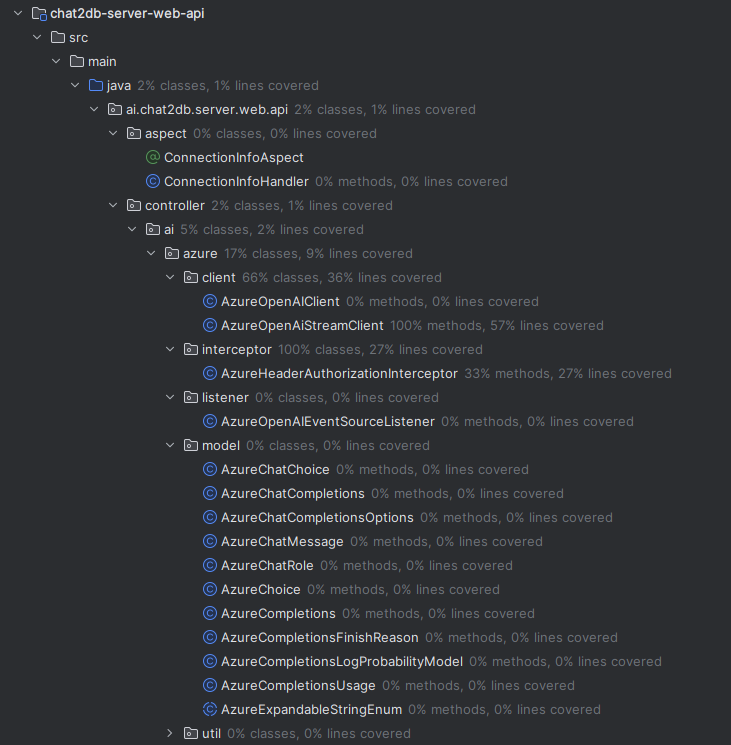 chat2db-server-web-api
src
main
java 2% classes, 1% lines covered
ai.chat2db.server.web.api 2% classes, 1% lines covered
aspect 0% classes, 0% lines covered
ConnectionInfoAspect
ConnectionInfoHandler 0% methods, 0% lines covered
controller 2% classes, 1% lines covered
ai 5% classes, 2% lines covered
azure 17% classes, 9% lines covered
client 66% classes, 36% lines covered
AzureOpenAIClient 0% methods, 0% lines covered
AzureOpenAiStreamClient 100% methods, 57% lines covered
interceptor 100% classes, 27% lines covered
AzureHeaderAuthorizationInterceptor 33% methods, 27% lines covered
listener 0% classes, 0% lines covered
AzureOpenAIEventSourceListener 0% methods, 0% lines covered
model 0% classes, 0% lines covered
AzureChatChoice 0% methods, 0% lines covered
AzureChatCompletions 0% methods, 0% lines covered
AzureChatCompletionsOptions 0% methods, 0% lines covered
AzureChatMessage 0% methods, 0% lines covered
AzureChatRole 0% methods, 0% lines covered
AzureChoice 0% methods, 0% lines covered
AzureCompletions 0% methods, 0% lines covered
AzureCompletionsFinishReason 0% methods, 0% lines covered
AzureCompletionsLogProbabilityModel 0% methods, 0% lines covered
AzureCompletionsUsage 0% methods, 0% lines covered
AzureExpandableStringEnum 0% methods, 0% lines covered
util 0% classes, 0% lines covered